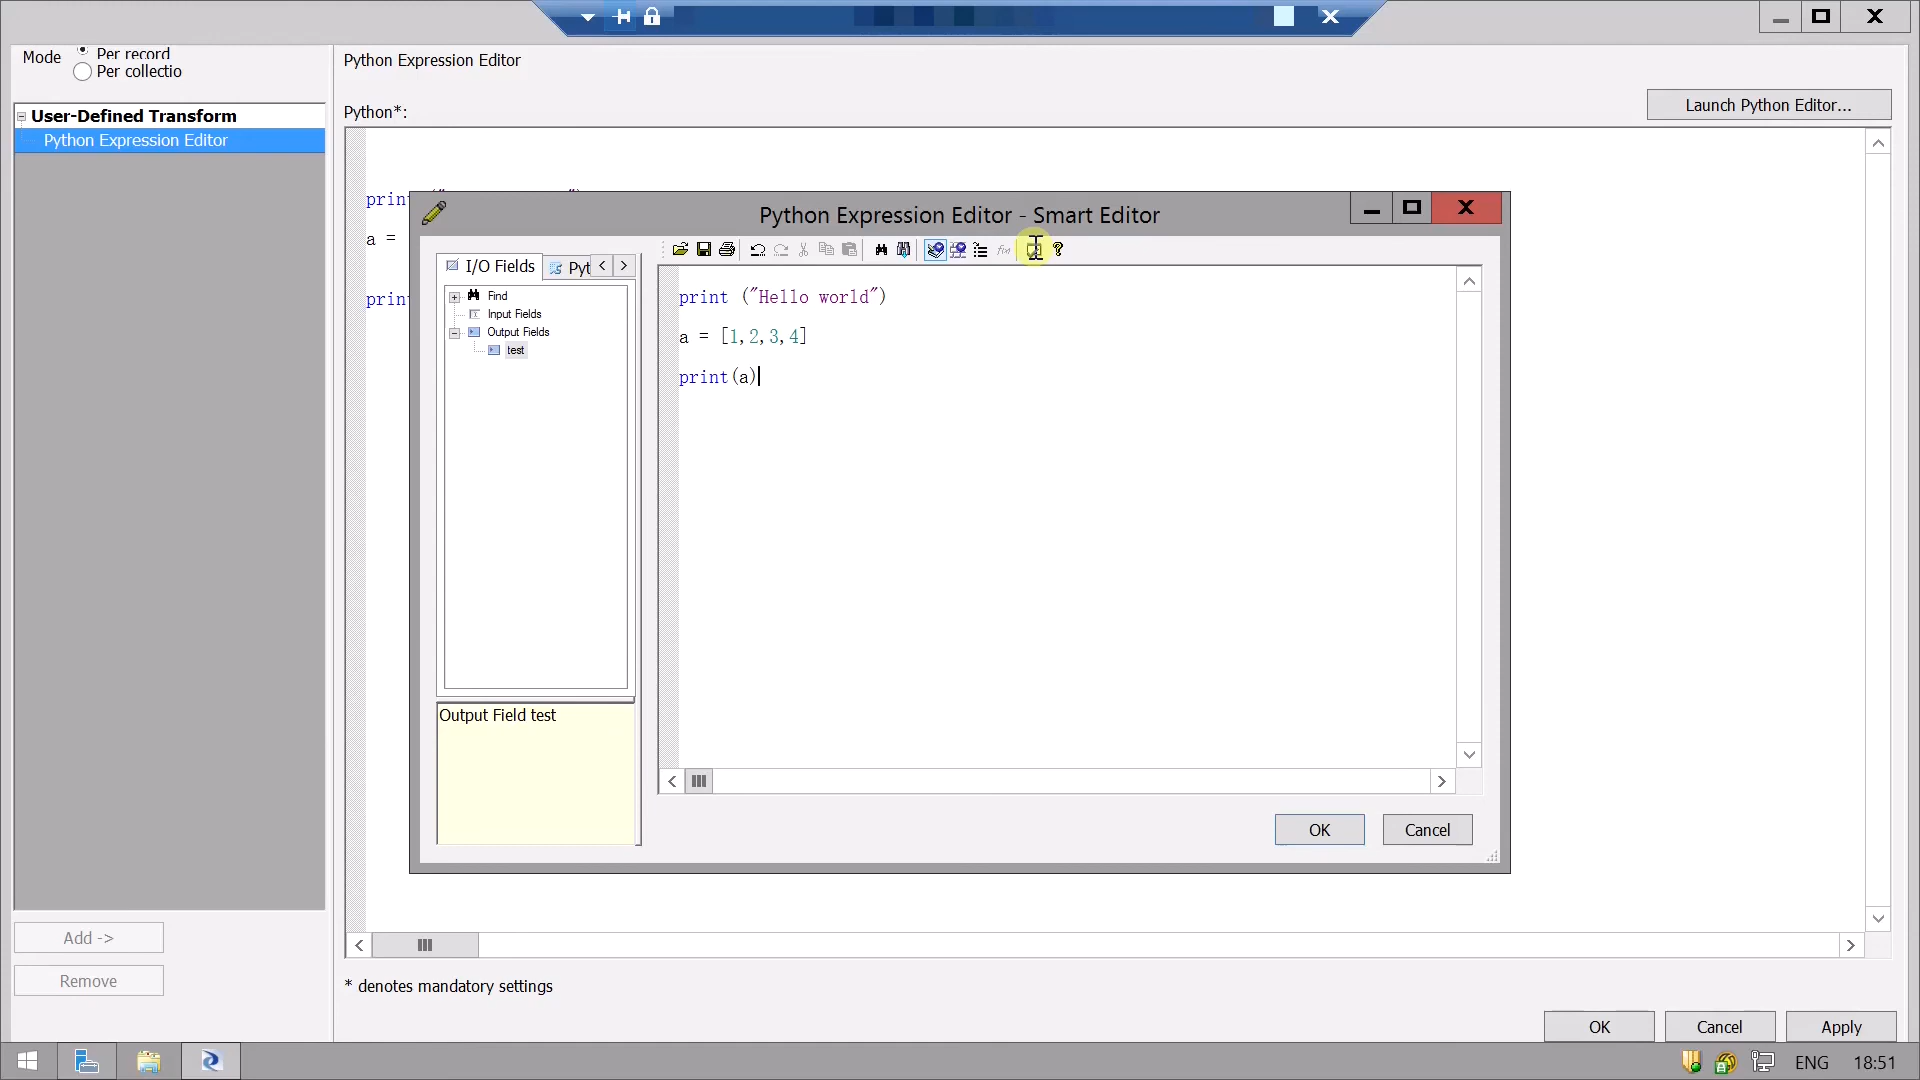 Mode
Per record
Per collectio
User-Defined Transform
Python Expression Editor
Add ->
Remove
Python Expression Editor
Python*:
Launch Python Editor...
prin
a =
prin
Python Expression Editor - Smart Editor
I/O Fields
Pyt
Find
Input Fields
Output Fields
test
Output Field test
print ("Hello world")
a = [1,2,3,4]
print(a)
OK
Cancel
* denotes mandatory settings
OK
Cancel
Apply
ENG
18:51